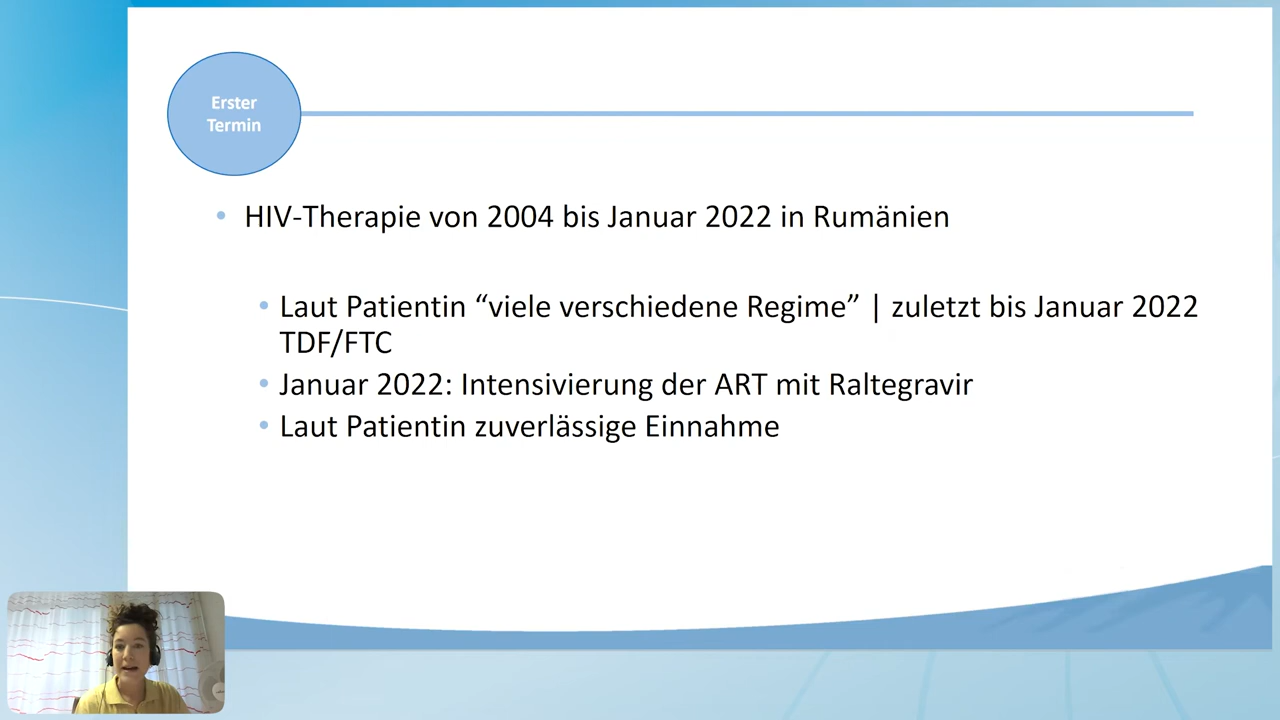 Erster
Termin
• HIV-Therapie von 2004 bis Januar 2022 in Rumänien
• Laut Patientin “viele verschiedene Regime” | zuletzt bis Januar 2022
TDF/FTC
• Januar 2022: Intensivierung der ART mit Raltegravir
• Laut Patientin zuverlässige Einnahme